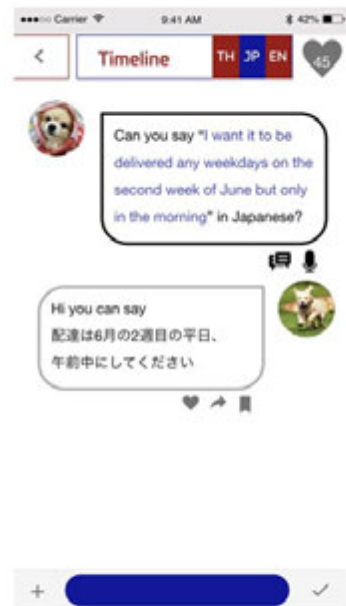 Carrier 9:41 AM 42%
< Timeline TH JP EN 45
Can you say "I want it to be
delivered any weekdays on the
second week of June but only
in the morning" in Japanese?
Hi you can say
配達は6月の2週目の平日、
午前中にしてください
+